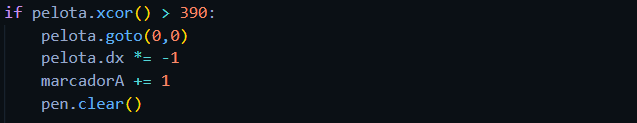 if pelota.xcor() > 390:
    pelota.goto(0,0)
    pelota.dx *= -1
    marcadorA += 1
    pen.clear()